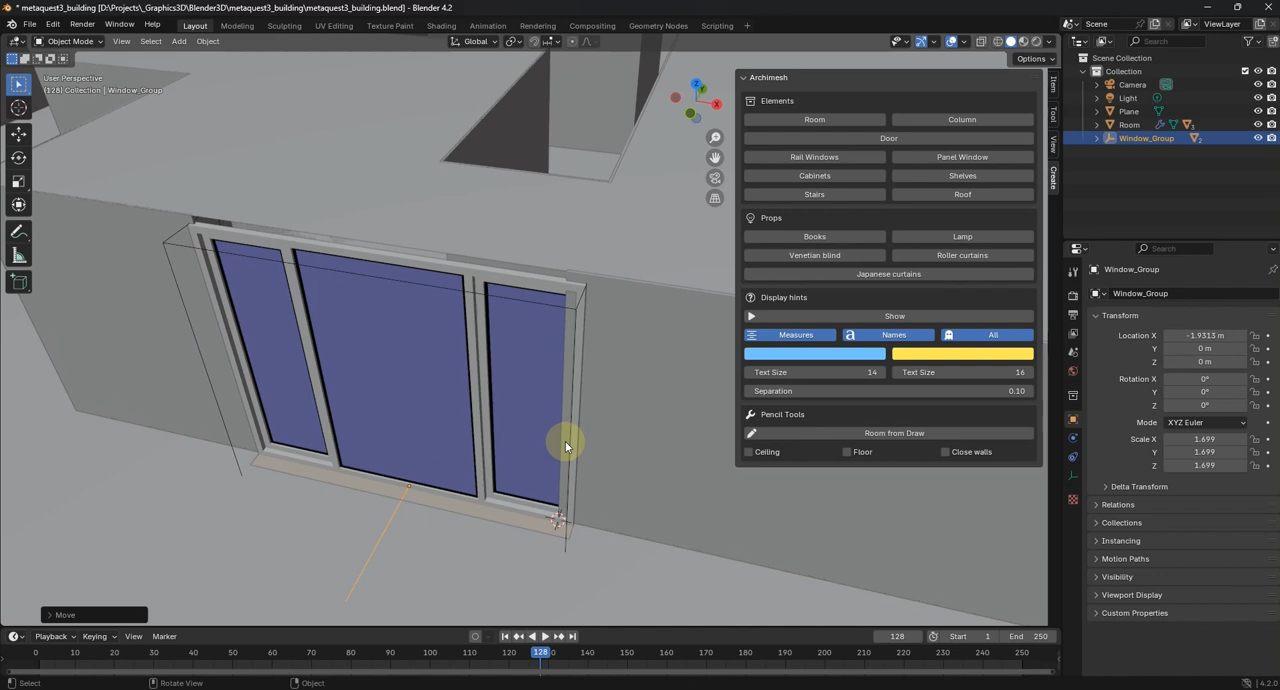 * metaquest3_building [D:\Projects\_Graphics3D\Blender3D\metaquest3_building\metaquest3_building.blend] - Blender 4.2
File Edit Render Window Help Layout Modeling Sculpting UV Editing Texture Paint Shading Animation Rendering Compositing Geometry Nodes Scripting + Scene ViewLayer
Object Mode View Select Add Object Global Search
Options
User Perspective
(128) Collection | Window_Group
Z
Y
X
Archimesh
Elements
Room Column
Door
Rail Windows Panel Window
Cabinets Shelves
Stairs Roof
Props
Books Lamp
Venetian blind Roller curtains
Japanese curtains
Display hints
Show
Measures a Names All
Text Size 14 Text Size 16
Separation 0.10
Pencil Tools
Room from Draw
Ceiling Floor Close walls
Item
Tool
View
Create
Scene Collection
Collection
Camera
Light
Plane
Room 3
Window_Group 2
Search
Window_Group
Window_Group
Transform
Location X -1.9313 m
Y 0 m
Z 0 m
Rotation X 0°
Y 0°
Z 0°
Mode XYZ Euler
Scale X 1.699
Y 1.699
Z 1.699
Delta Transform
Relations
Collections
Instancing
Motion Paths
Visibility
Viewport Display
Custom Properties
Move
Playback Keying View Marker 128 Start 1 End 250
0 10 20 30 40 50 60 70 80 90 100 110 120 128 0 140 150 160 170 180 190 200 210 220 230 240 250
Select Rotate View Object 4.2.0